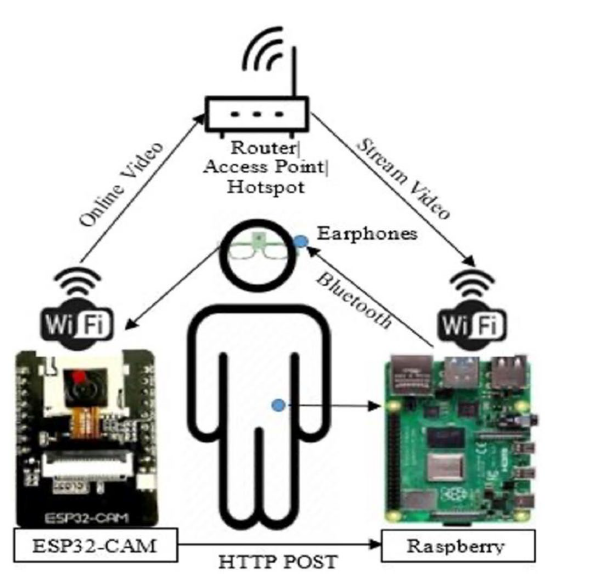 Router|
Access Point|
Hotspot
Online Video
Stream Video
Earphones
Bluetooth
WiFi
WiFi
ESP32-CAM
ESP32-CAM
Raspberry
HTTP POST